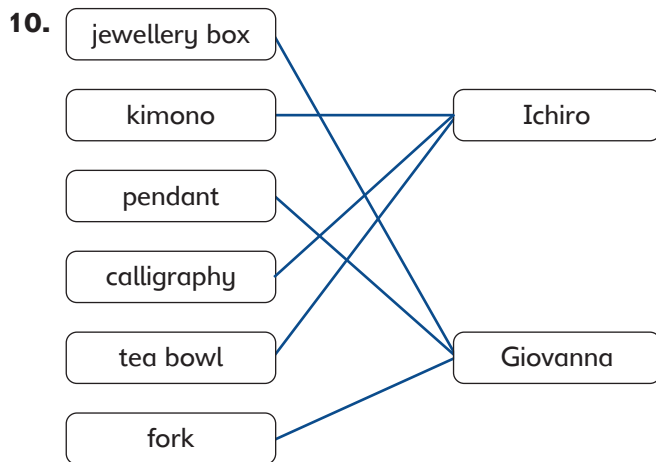 10.
jewellery box
kimono
Ichiro
pendant
calligraphy
tea bowl
Giovanna
fork